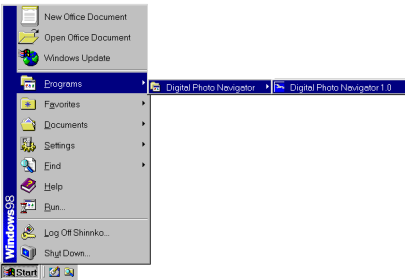 New Office Document
Open Office Document
Windows Update
Programs
Digital Photo Navigator
Digital Photo Navigator 1.0
Favorites
Documents
Settings
Find
Help
Run...
Log Off Shinnko...
Shut Down...
Windows98
Start